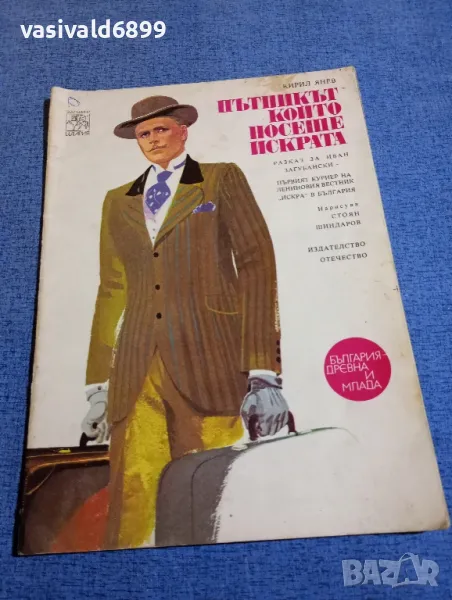 vasivald6899
КИРИЛ ЯНЕВ
ПЪТНИКЪТ
КОЙТО
НОСЕШЕ
ИСКРАТА
РАЗКАЗ ЗА ИВАН
ЗАГУБАНСКИ –
ПЪРВИЯТ КУРИЕР НА
ЛЕНИНОВИЯ ВЕСТНИК
„ИСКРА" В БЪЛГАРИЯ
Нарисува
СТОЯН
ШИНДАРОВ
ИЗДАТЕЛСТВО
ОТЕЧЕСТВО
БЪЛГАРИЯ–
ДРЕВНА
И
МЛАДА
BAZAR